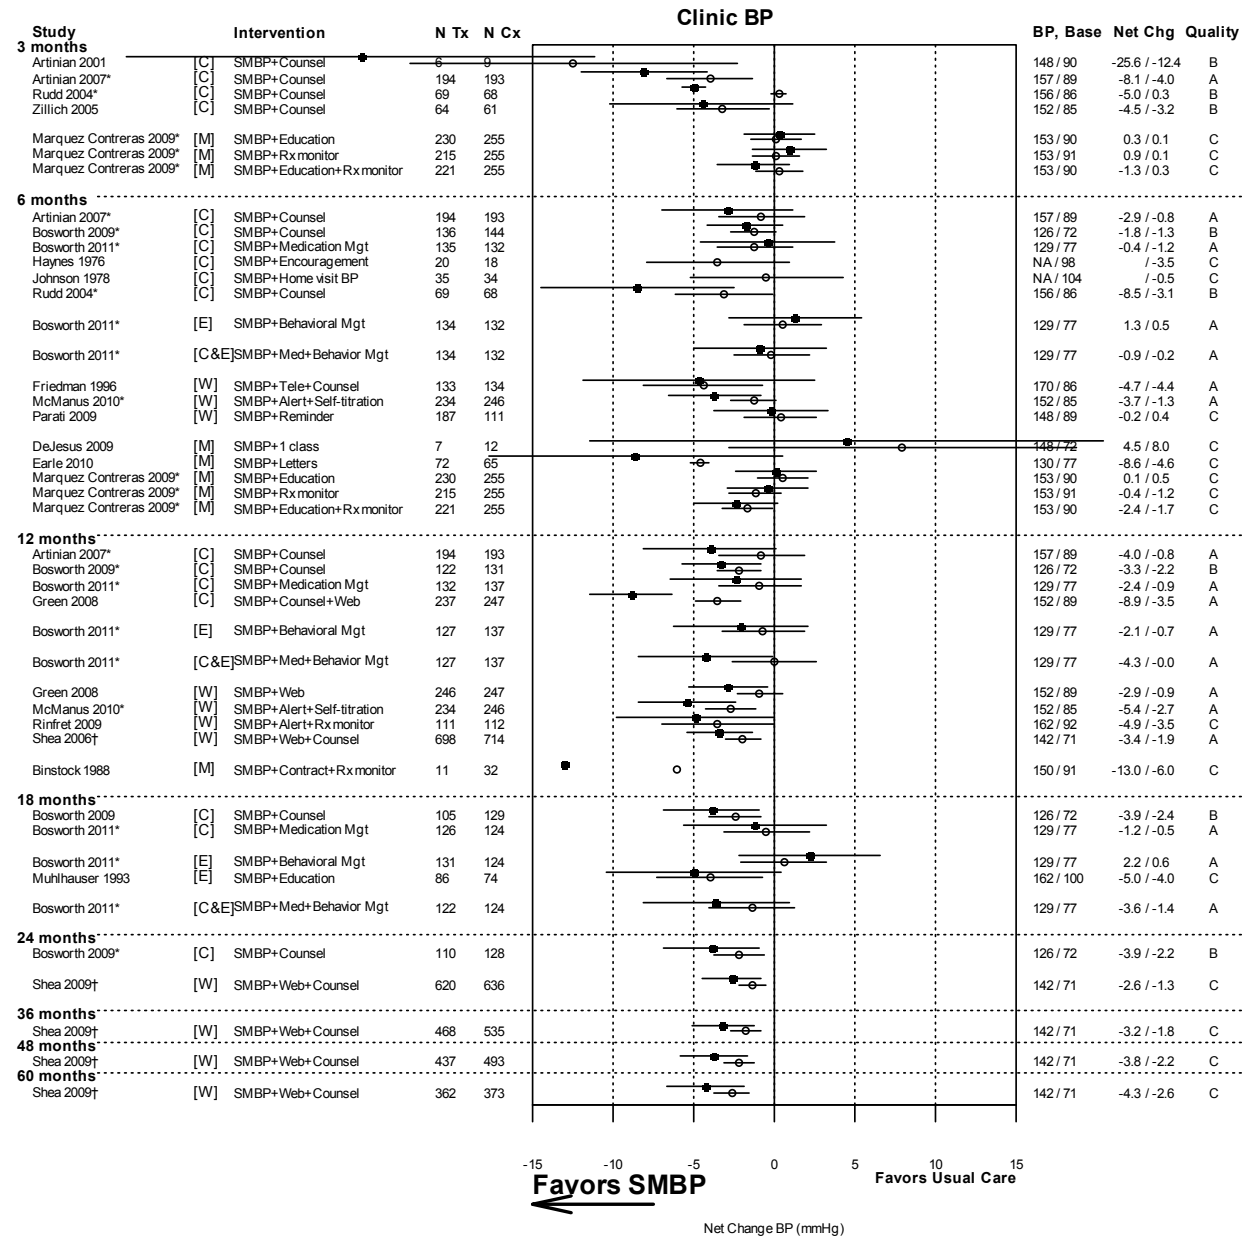 Clinic BP
Study Intervention N Tx N Cx BP, Base Net Chg Quality
3 months
Artinian 2001 [C] SMBP+Counsel 6 9 148 / 90 -25.6 / -12.4 B
Artinian 2007* [C] SMBP+Counsel 194 193 157 / 89 -8.1 / -4.0 A
Rudd 2004* [C] SMBP+Counsel 69 68 156 / 86 -5.0 / 0.3 B
Zillich 2005 [C] SMBP+Counsel 64 61 152 / 85 -4.5 / -3.2 B
Marquez Contreras 2009* [M] SMBP+Education 230 255 153 / 90 0.3 / 0.1 C
Marquez Contreras 2009* [M] SMBP+Rx monitor 215 255 153 / 91 0.9 / 0.1 C
Marquez Contreras 2009* [M] SMBP+Education+Rx monitor 221 255 153 / 90 -1.3 / 0.3 C
6 months
Artinian 2007* [C] SMBP+Counsel 194 193 157 / 89 -2.9 / -0.8 A
Bosworth 2009* [C] SMBP+Counsel 136 144 126 / 72 -1.8 / -1.3 B
Bosworth 2011* [C] SMBP+Medication Mgt 135 132 129 / 77 -0.4 / -1.2 A
Haynes 1976 [C] SMBP+Encouragement 20 18 NA / 98 / -3.5 C
Johnson 1978 [C] SMBP+Home visit BP 35 34 NA / 104 / -0.5 C
Rudd 2004* [C] SMBP+Counsel 69 68 156 / 86 -8.5 / -3.1 B
Bosworth 2011* [E] SMBP+Behavioral Mgt 134 132 129 / 77 1.3 / 0.5 A
Bosworth 2011* [C&E] SMBP+Med+Behavior Mgt 134 132 129 / 77 -0.9 / -0.2 A
Friedman 1996 [W] SMBP+Tele+Counsel 133 134 170 / 86 -4.7 / -4.4 A
McManus 2010* [W] SMBP+Alert+Self-titration 234 246 152 / 85 -3.7 / -1.3 A
Parati 2009 [W] SMBP+Reminder 187 111 148 / 89 -0.2 / 0.4 C
DeJesus 2009 [M] SMBP+1 class 7 12 148 / 72 4.5 / 8.0 C
Earle 2010 [M] SMBP+Letters 72 65 130 / 77 -8.6 / -4.6 C
Marquez Contreras 2009* [M] SMBP+Education 230 255 153 / 90 0.1 / 0.5 C
Marquez Contreras 2009* [M] SMBP+Rx monitor 215 255 153 / 91 -0.4 / -1.2 C
Marquez Contreras 2009* [M] SMBP+Education+Rx monitor 221 255 153 / 90 -2.4 / -1.7 C
12 months
Artinian 2007* [C] SMBP+Counsel 194 193 157 / 89 -4.0 / -0.8 A
Bosworth 2009* [C] SMBP+Counsel 122 131 126 / 72 -3.3 / -2.2 B
Bosworth 2011* [C] SMBP+Medication Mgt 132 137 129 / 77 -2.4 / -0.9 A
Green 2008 [C] SMBP+Counsel+Web 237 247 152 / 89 -8.9 / -3.5 A
Bosworth 2011* [E] SMBP+Behavioral Mgt 127 137 129 / 77 -2.1 / -0.7 A
Bosworth 2011* [C&E] SMBP+Med+Behavior Mgt 127 137 129 / 77 -4.3 / -0.0 A
Green 2008 [W] SMBP+Web 246 247 152 / 89 -2.9 / -0.9 A
McManus 2010* [W] SMBP+Alert+Self-titration 234 246 152 / 85 -5.4 / -2.7 A
Rinfret 2009 [W] SMBP+Alert+Rx monitor 111 112 162 / 92 -4.9 / -3.5 C
Shea 2006† [W] SMBP+Web+Counsel 698 714 142 / 71 -3.4 / -1.9 A
Binstock 1988 [M] SMBP+Contract+Rx monitor 11 32 150 / 91 -13.0 / -6.0 C
18 months
Bosworth 2009 [C] SMBP+Counsel 105 129 126 / 72 -3.9 / -2.4 B
Bosworth 2011* [C] SMBP+Medication Mgt 126 124 129 / 77 -1.2 / -0.5 A
Bosworth 2011* [E] SMBP+Behavioral Mgt 131 124 129 / 77 2.2 / 0.6 A
Muhlhauser 1993 [E] SMBP+Education 86 74 162 / 100 -5.0 / -4.0 C
Bosworth 2011* [C&E] SMBP+Med+Behavior Mgt 122 124 129 / 77 -3.6 / -1.4 A
24 months
Bosworth 2009* [C] SMBP+Counsel 110 128 126 / 72 -3.9 / -2.2 B
Shea 2009† [W] SMBP+Web+Counsel 620 636 142 / 71 -2.6 / -1.3 C
36 months
Shea 2009† [W] SMBP+Web+Counsel 468 535 142 / 71 -3.2 / -1.8 C
48 months
Shea 2009† [W] SMBP+Web+Counsel 437 493 142 / 71 -3.8 / -2.2 C
60 months
Shea 2009† [W] SMBP+Web+Counsel 362 373 142 / 71 -4.3 / -2.6 C
-15 -10 -5 0 5 10 15
Favors SMBP Favors Usual Care
Net Change BP (mmHg)